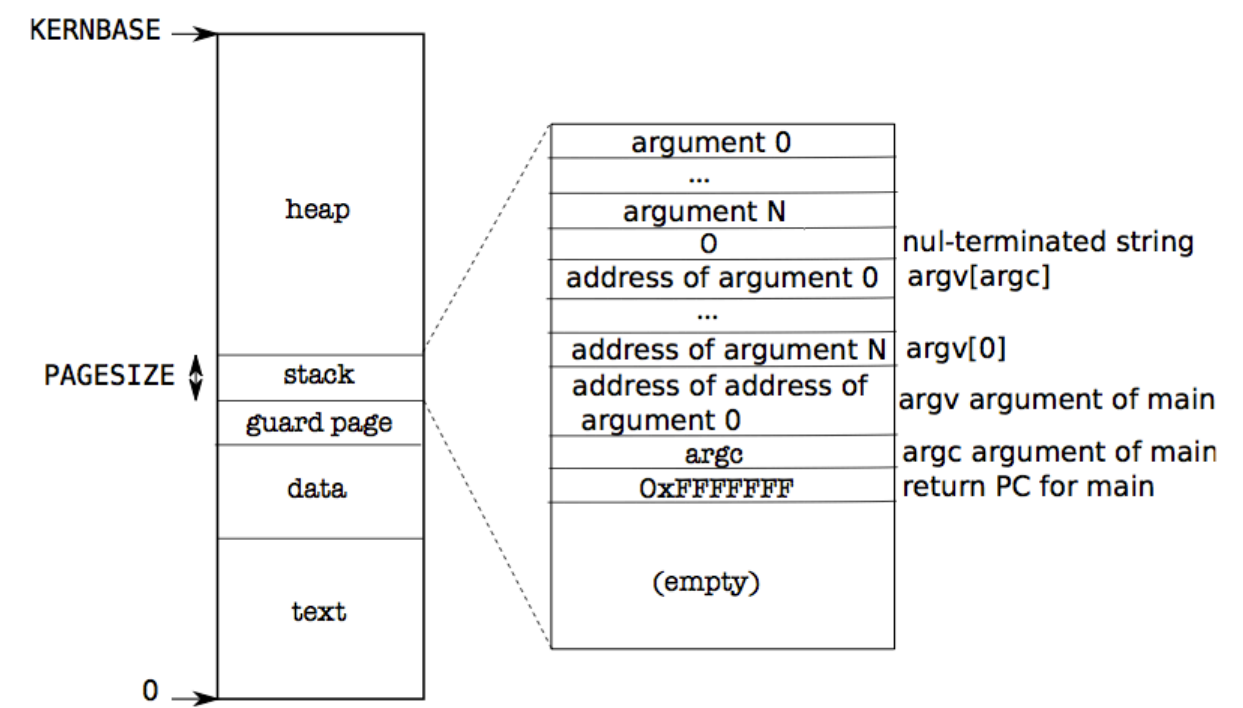 KERNBASE
heap
PAGESIZE
stack
guard page
data
text
0
argument 0
...
argument N
0
nul-terminated string
address of argument 0
argv[argc]
...
address of argument N
argv[0]
address of address of
argument 0
argv argument of main
argc
argc argument of main
0xFFFFFFF
return PC for main
(empty)